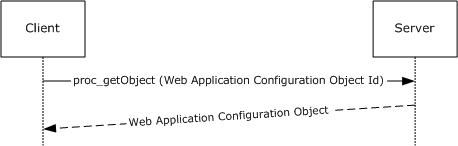 Client
Server
proc_getObject (Web Application Configuration Object Id)
Web Application Configuration Object